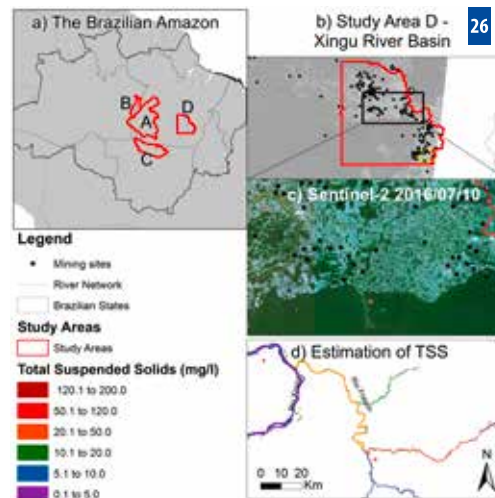 a) The Brazilian Amazon
B
A
D
C
b) Study Area D -
Xingu River Basin
26
c) Sentinel-2 2016/07/10
Legend
Mining sites
River Network
Brazilian States
Study Areas
Study Areas
Total Suspended Solids (mg/l)
120.1 to 200.0
50.1 to 120.0
20.1 to 50.0
10.1 to 20.0
5.1 to 10.0
0.1 to 5.0
d) Estimation of TSS
N
0 10 20
Km